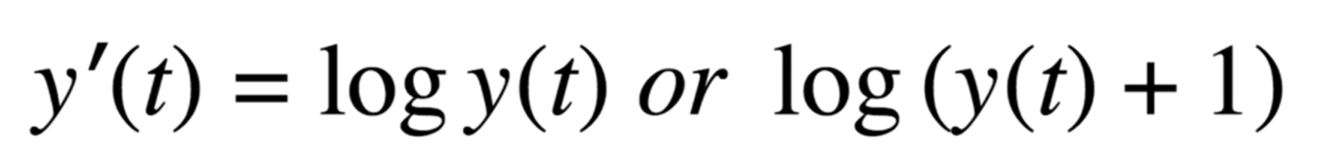 y′(t) = log y(t) or log (y(t) + 1)